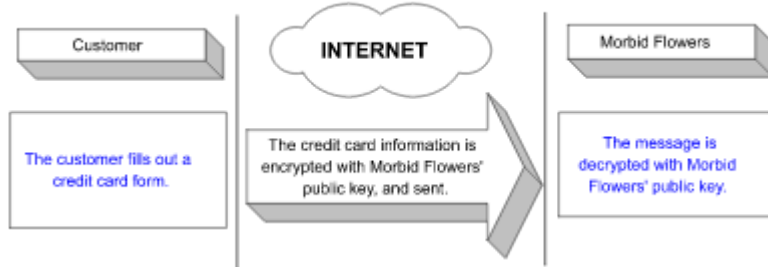 Customer
INTERNET
Morbid Flowers
The customer fills out a
credit card form.
The credit card information is
encrypted with Morbid Flowers'
public key, and sent.
The message is
decrypted with Morbid
Flowers' public key.